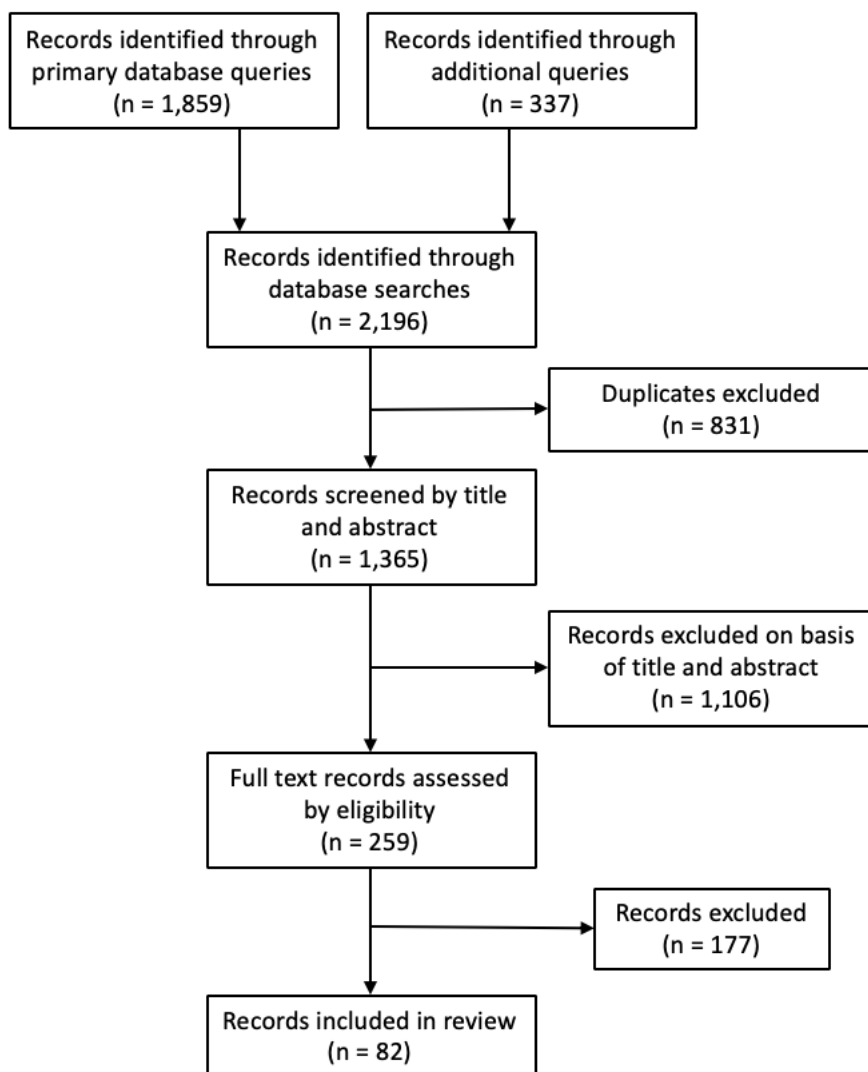 Records identified through
primary database queries
(n = 1,859)
Records identified through
additional queries
(n = 337)
Records identified through
database searches
(n = 2,196)
Duplicates excluded
(n = 831)
Records screened by title
and abstract
(n = 1,365)
Records excluded on basis
of title and abstract
(n = 1,106)
Full text records assessed
by eligibility
(n = 259)
Records excluded
(n = 177)
Records included in review
(n = 82)